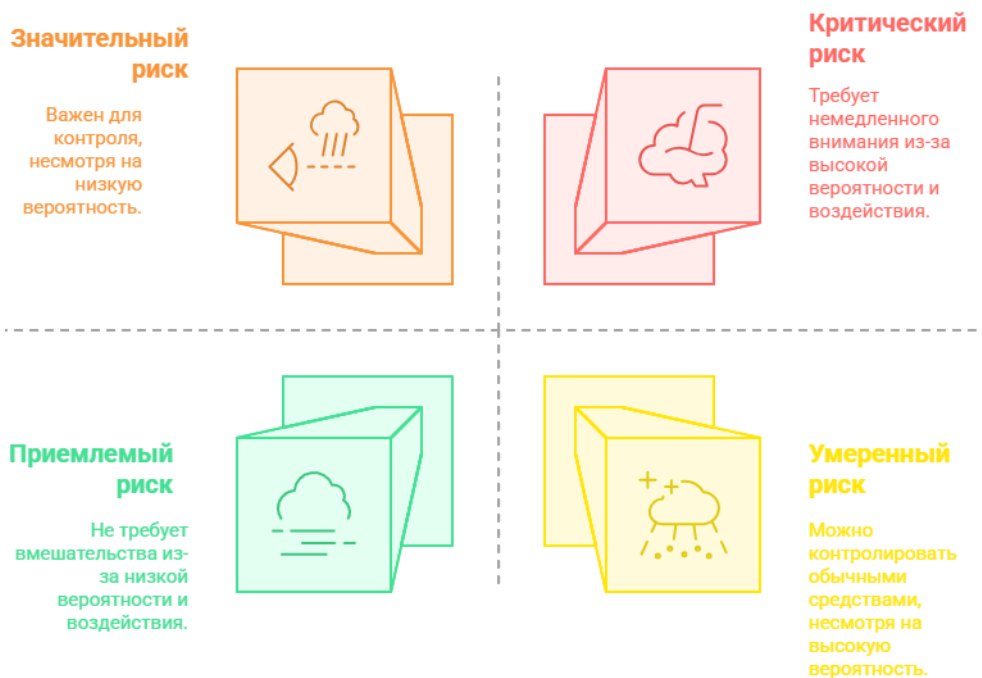 Значительный
риск
Важен для
контроля,
несмотря на
низкую
вероятность.
Критический
риск
Требует
немедленного
внимания из-за
высокой
вероятности и
воздействия.
Приемлемый
риск
Не требует
вмешательства из-
за низкой
вероятности и
воздействия.
Умеренный
риск
Можно
контролировать
обычными
средствами,
несмотря на
высокую
вероятность.